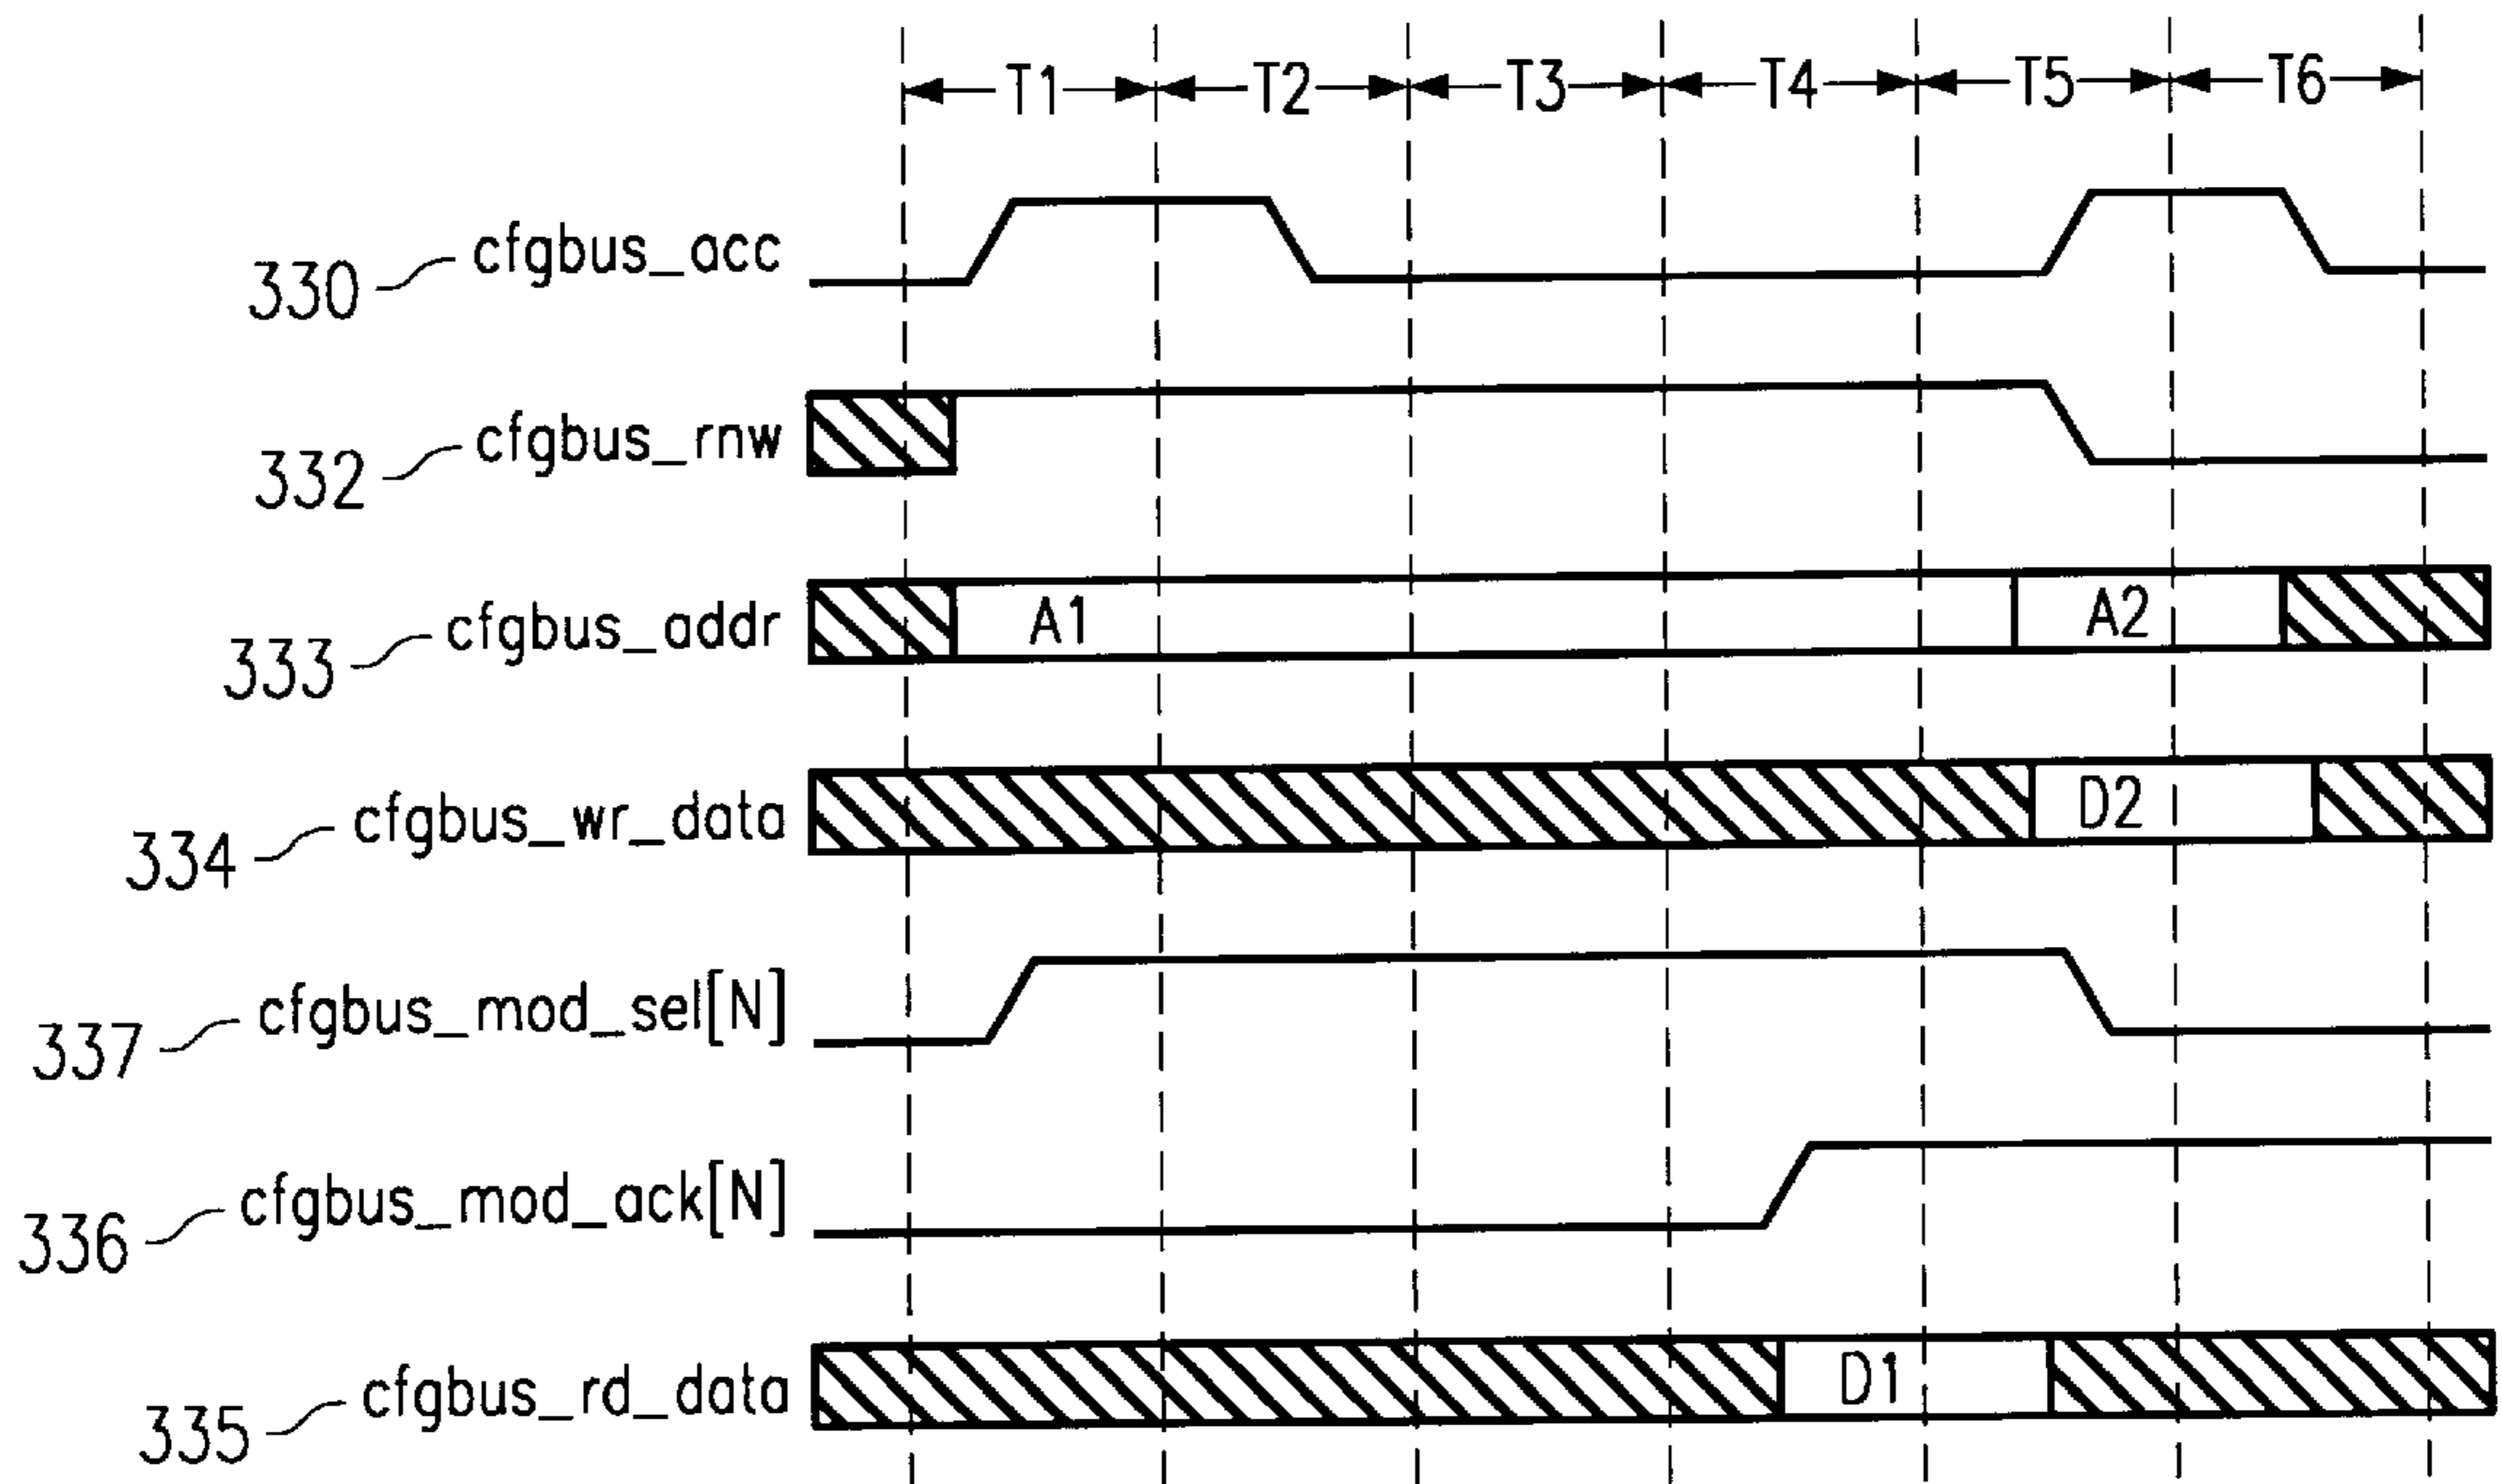 T1 T2 T3 T4 T5 T6
330 cfgbus_acc
332 cfgbus_rnw
333 cfgbus_addr A1 A2
334 cfgbus_wr_data D2
337 cfgbus_mod_sel[N]
336 cfgbus_mod_ack[N]
335 cfgbus_rd_data D1